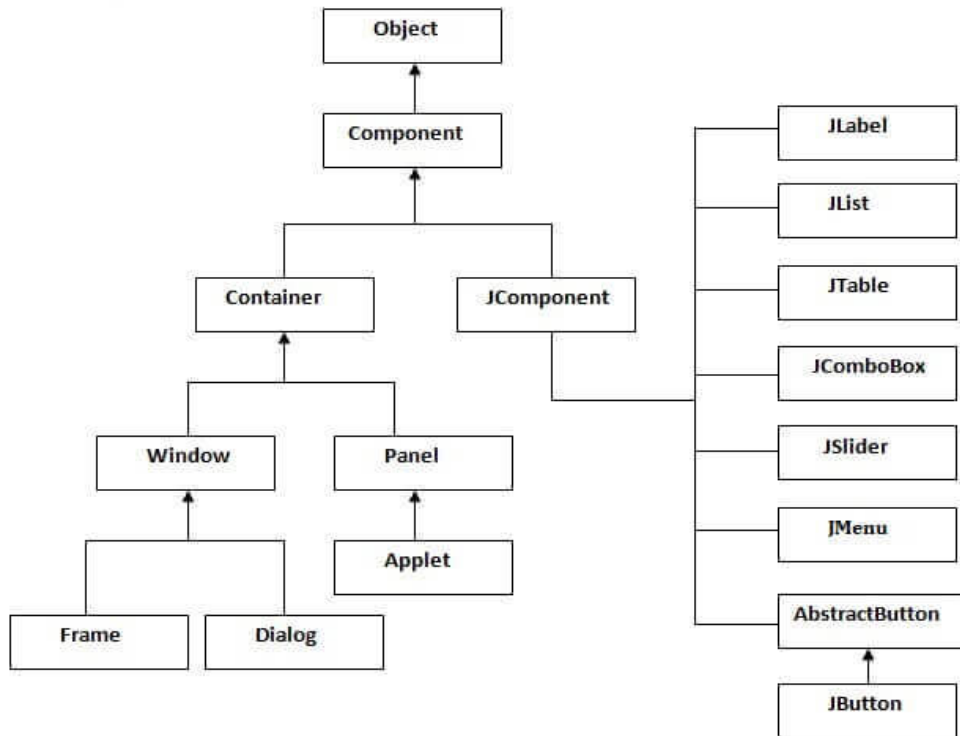 Object
Component
Container
JComponent
Window
Panel
Applet
Frame
Dialog
JLabel
JList
JTable
JComboBox
JSlider
JMenu
AbstractButton
JButton